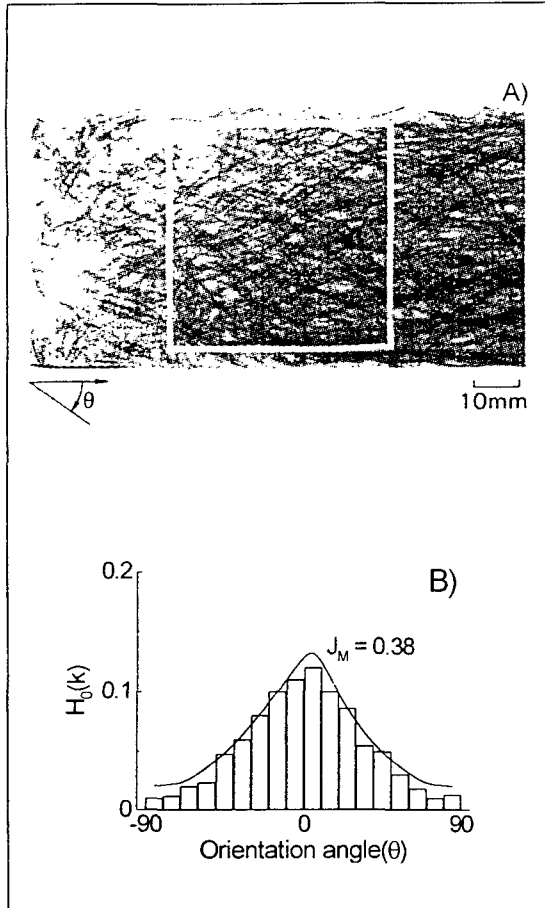 A)
θ
10mm
B)
0.2
J_M = 0.38
H_0(k)
0.1
0
-90 0 90
Orientation angle(θ)